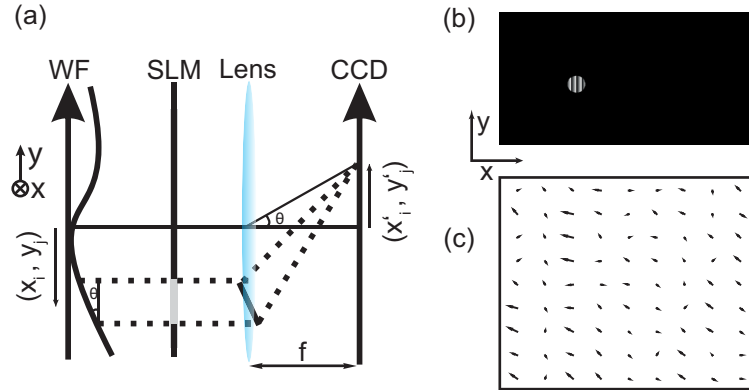 (a)
WF
SLM
Lens
CCD
y
x
(xᵢ, yⱼ)
θ
θ
(x'ᵢ, y'ⱼ)
f
(b)
y
x
(c)